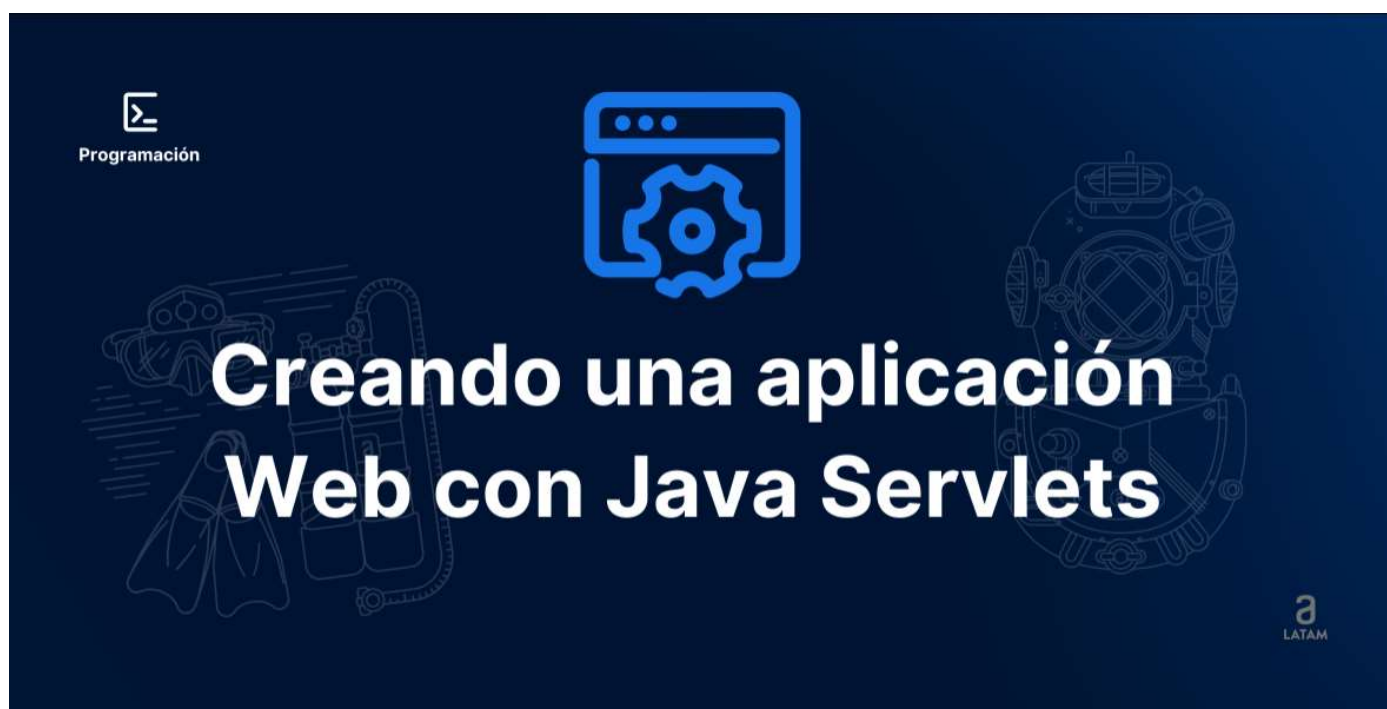 Programación
Creando una aplicación
Web con Java Servlets
a
LATAM